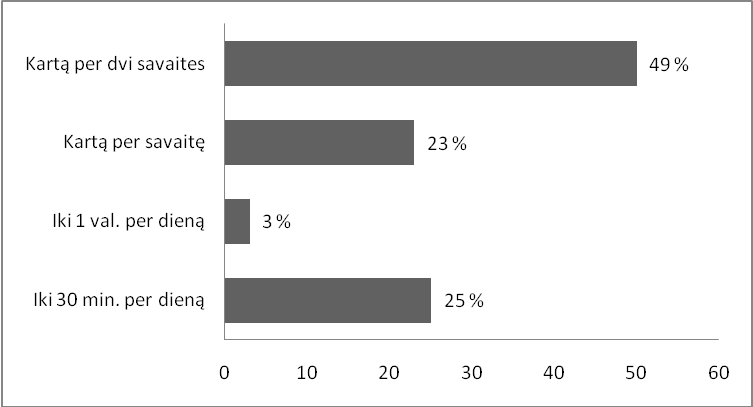 Kartą per dvi savaites 49 %
Kartą per savaitę 23 %
Iki 1 val. per dieną 3 %
Iki 30 min. per dieną 25 %
0 10 20 30 40 50 60